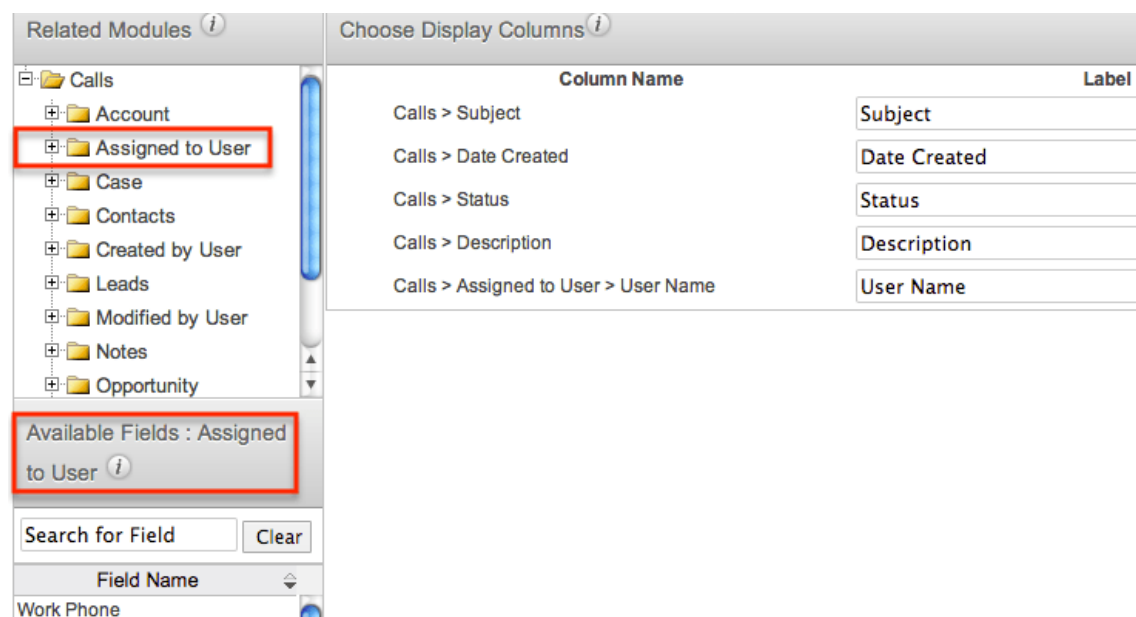 Related Modules i
Choose Display Columns i
Calls
Account
Assigned to User
Case
Contacts
Created by User
Leads
Modified by User
Notes
Opportunity
Available Fields : Assigned
to User i
Search for Field Clear
Field Name
Work Phone
Column Name Label
Calls > Subject Subject
Calls > Date Created Date Created
Calls > Status Status
Calls > Description Description
Calls > Assigned to User > User Name User Name